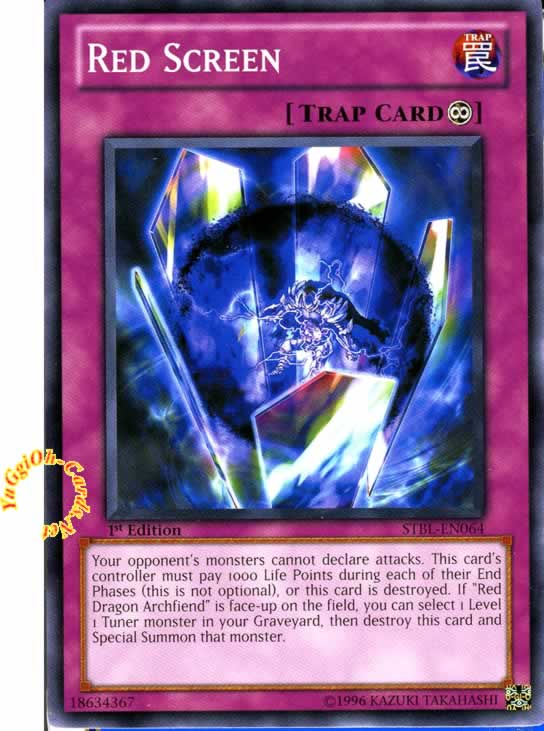 RED SCREEN
TRAP
罠
[TRAP CARD∞]
YuGgiOh-Cards.Net
1st Edition
STBL-EN064
Your opponent's monsters cannot declare attacks. This card's
controller must pay 1000 Life Points during each of their End
Phases (this is not optional), or this card is destroyed. If "Red
Dragon Archfiend" is face-up on the field, you can select 1 Level
1 Tuner monster in your Graveyard, then destroy this card and
Special Summon that monster.
18634367
©1996 KAZUKI TAKAHASHI